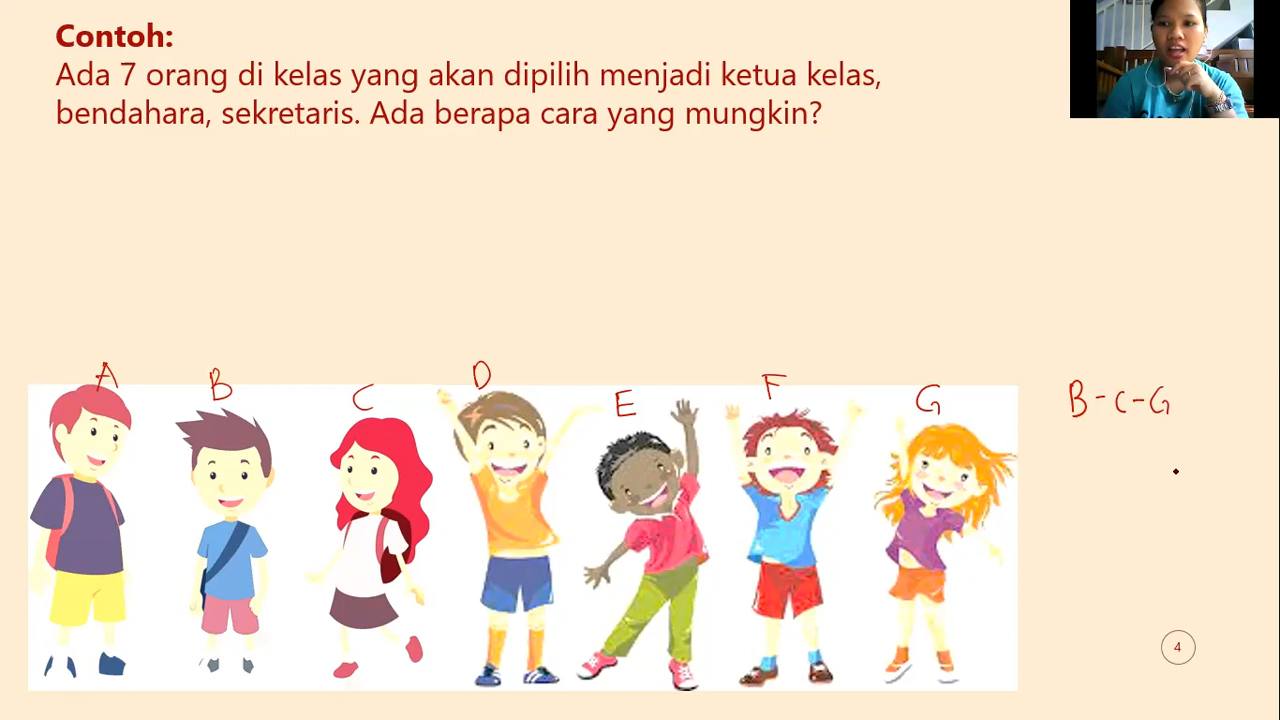 Contoh:
Ada 7 orang di kelas yang akan dipilih menjadi ketua kelas,
bendahara, sekretaris. Ada berapa cara yang mungkin?
A
B
C
D
E
F
G
B-C-G
4